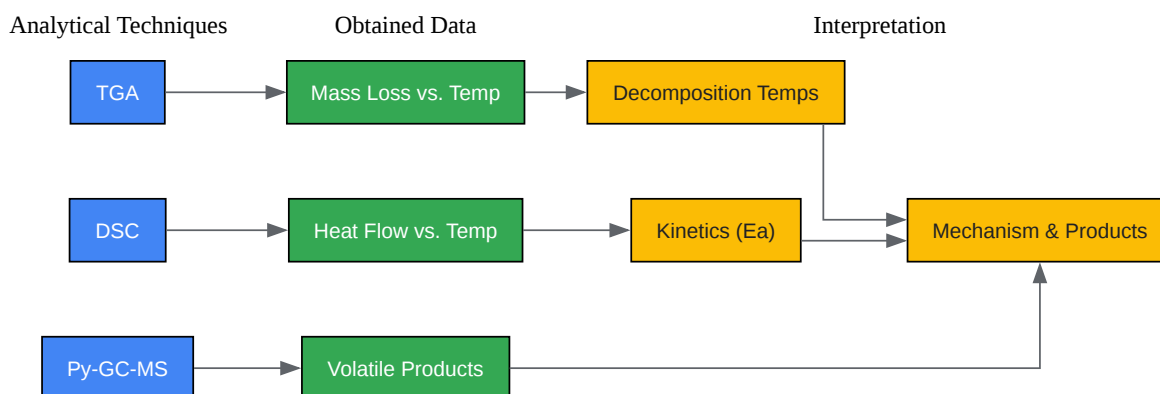 Analytical Techniques
Obtained Data
Interpretation
TGA
Mass Loss vs. Temp
Decomposition Temps
DSC
Heat Flow vs. Temp
Kinetics (Ea)
Mechanism & Products
Py-GC-MS
Volatile Products